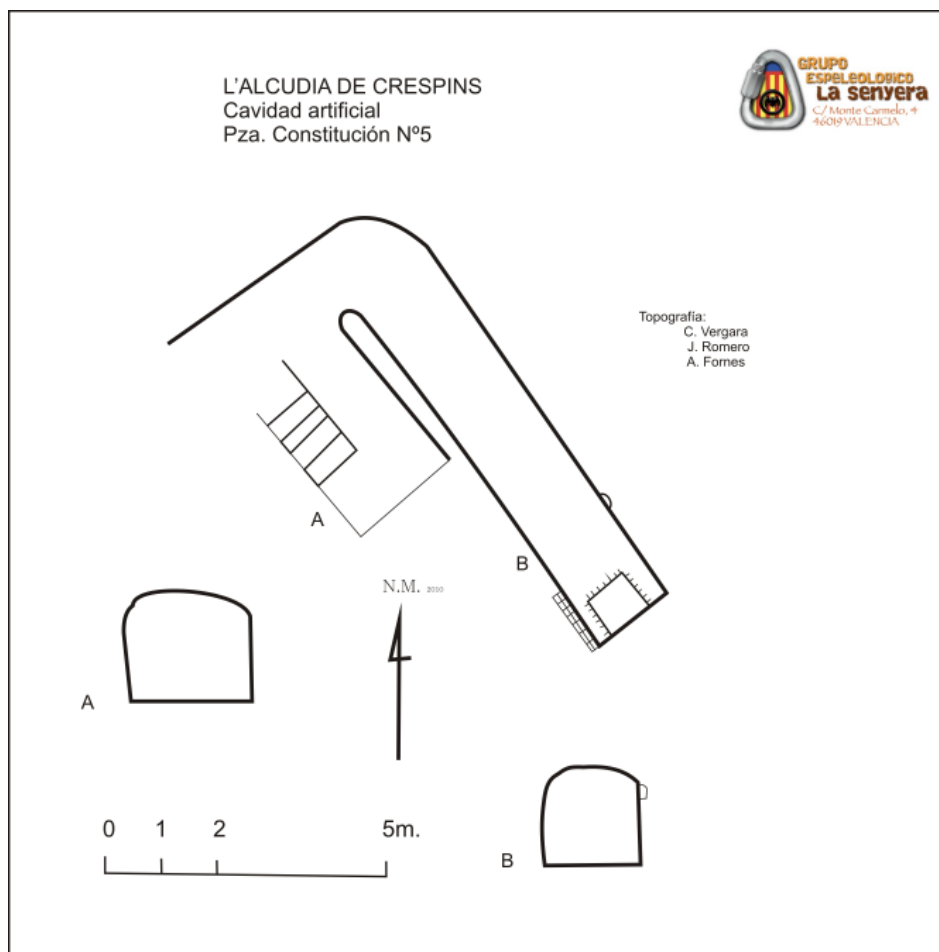 L'ALCUDIA DE CRESPINS
Cavidad artificial
Pza. Constitución Nº5
GRUPO
ESPELEOLOGICO
La senyera
C/ Monte Carmelo, 4
46019 VALENCIA
Topografía:
C. Vergara
J. Romero
A. Fornes
A
B
N.M. 2010
A
0 1 2 5m.
B